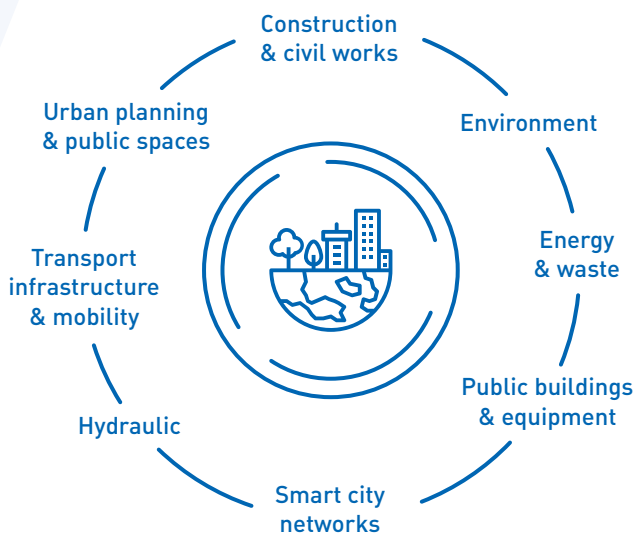 Construction
& civil works
Environment
Energy
& waste
Public buildings
& equipment
Smart city
networks
Hydraulic
Transport
infrastructure
& mobility
Urban planning
& public spaces